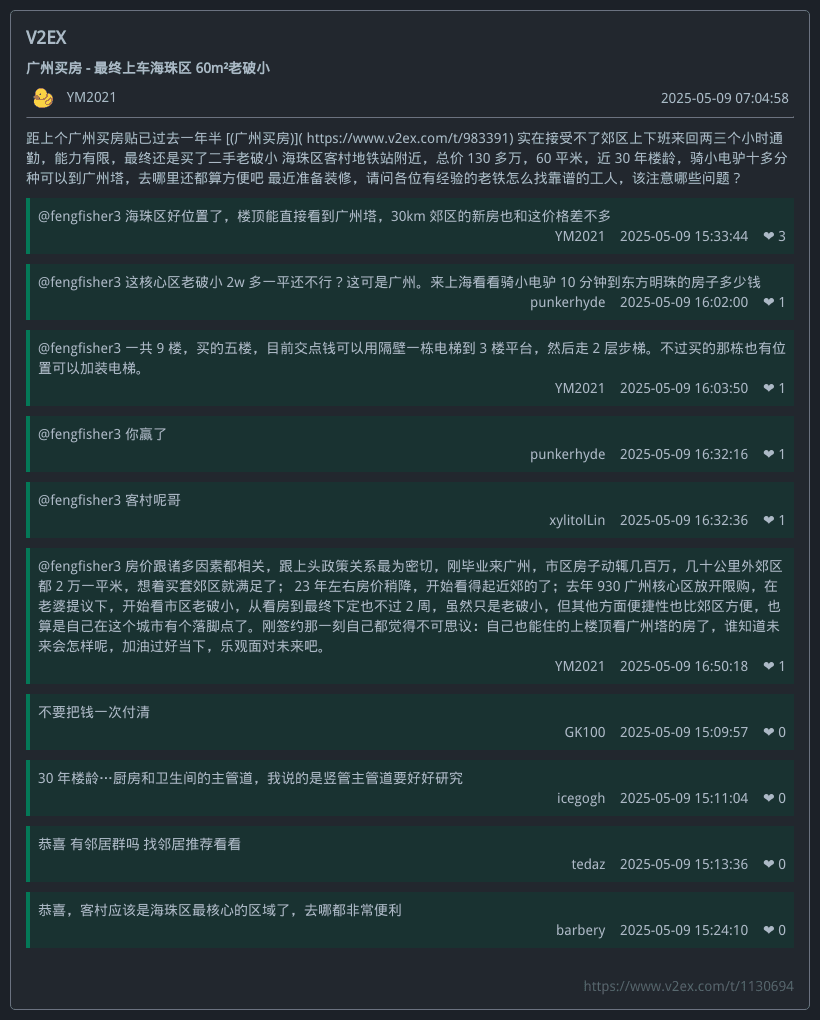 V2EX
广州买房 - 最终上车海珠区 60m²老破小
YM2021 2025-05-09 07:04:58
距上个广州买房贴已过去一年半 [(广州买房)]( https://www.v2ex.com/t/983391) 实在接受不了郊区上下班来回两三个小时通
勤，能力有限，最终还是买了二手老破小 海珠区客村地铁站附近，总价 130 多万，60 平米，近 30 年楼龄，骑小电驴十多分
钟可以到广州塔，去哪里还都算方便吧 最近准备装修，请问各位有经验的老铁怎么找靠谱的工人，该注意哪些问题？
@fengfisher3 海珠区好位置了，楼顶能直接看到广州塔，30km 郊区的新房也和这价格差不多
YM2021 2025-05-09 15:33:44 ❤ 3
@fengfisher3 这核心区老破小 2w 多一平还不行？这可是广州。来上海看看骑小电驴 10 分钟到东方明珠的房子多少钱
punkerhyde 2025-05-09 16:02:00 ❤ 1
@fengfisher3 一共 9 楼，买的五楼，目前交点钱可以用隔壁一栋电梯到 3 楼平台，然后走 2 层步梯。不过买的那栋也有位
置可以加装电梯。
YM2021 2025-05-09 16:03:50 ❤ 1
@fengfisher3 你赢了
punkerhyde 2025-05-09 16:32:16 ❤ 1
@fengfisher3 客村呢哥
xylitolLin 2025-05-09 16:32:36 ❤ 1
@fengfisher3 房价跟诸多因素都相关，跟上头政策关系最为密切，刚毕业来广州，市区房子动辄几百万，几十公里外郊区
都 2 万一平米，想着买套郊区就满足了； 23 年左右房价稍降，开始看得起近郊的了；去年 930 广州核心区放开限购，在
老婆提议下，开始看市区老破小，从看房到最终下定也不过 2 周，虽然只是老破小，但其他方面便捷性也比郊区方便，也
算是自己在这个城市有个落脚点了。刚签约那一刻自己都觉得不可思议：自己也能住的上楼顶看广州塔的房了，谁知道未
来会怎样呢，加油过好当下，乐观面对未来吧。
YM2021 2025-05-09 16:50:18 ❤ 1
不要把钱一次付清
GK100 2025-05-09 15:09:57 ❤ 0
30 年楼龄…厨房和卫生间的主管道，我说的是竖管主管道要好好研究
icegogh 2025-05-09 15:11:04 ❤ 0
恭喜 有邻居群吗 找邻居推荐看看
tedaz 2025-05-09 15:13:36 ❤ 0
恭喜，客村应该是海珠区最核心的区域了，去哪都非常便利
barbery 2025-05-09 15:24:10 ❤ 0
https://www.v2ex.com/t/1130694